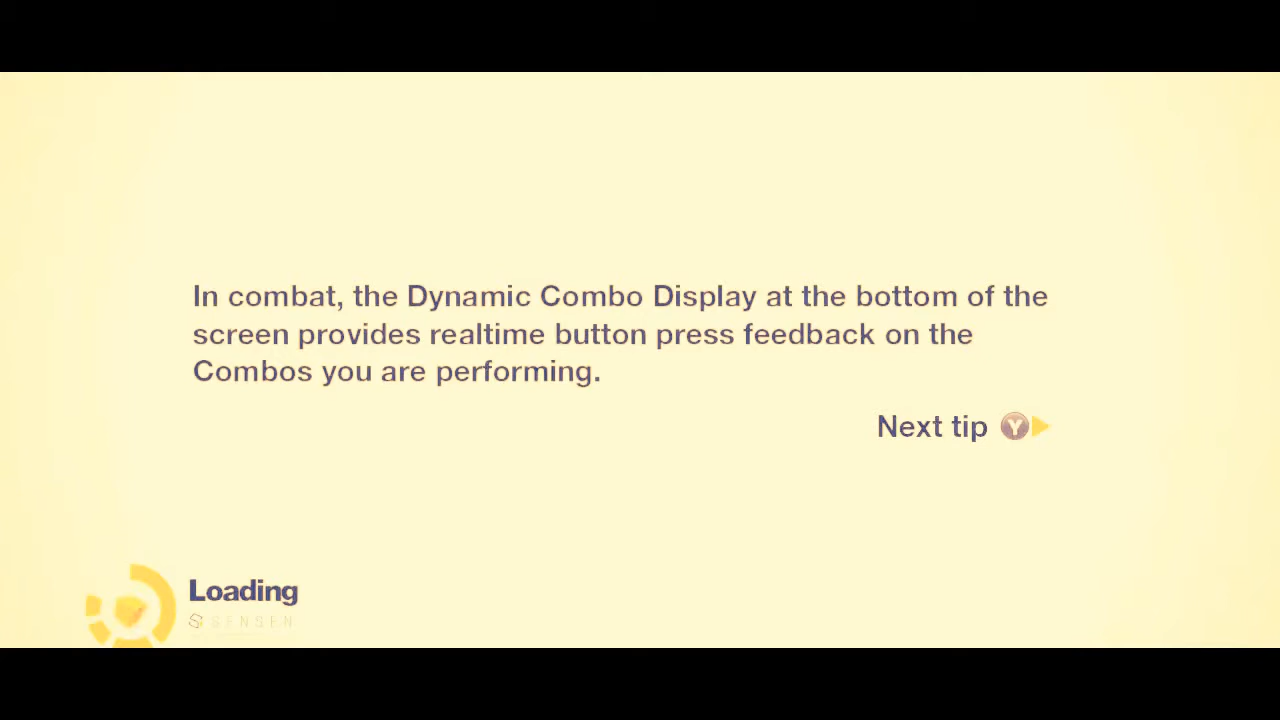 In combat, the Dynamic Combo Display at the bottom of the
screen provides realtime button press feedback on the
Combos you are performing.
Next tip Y
Loading
SENSEN